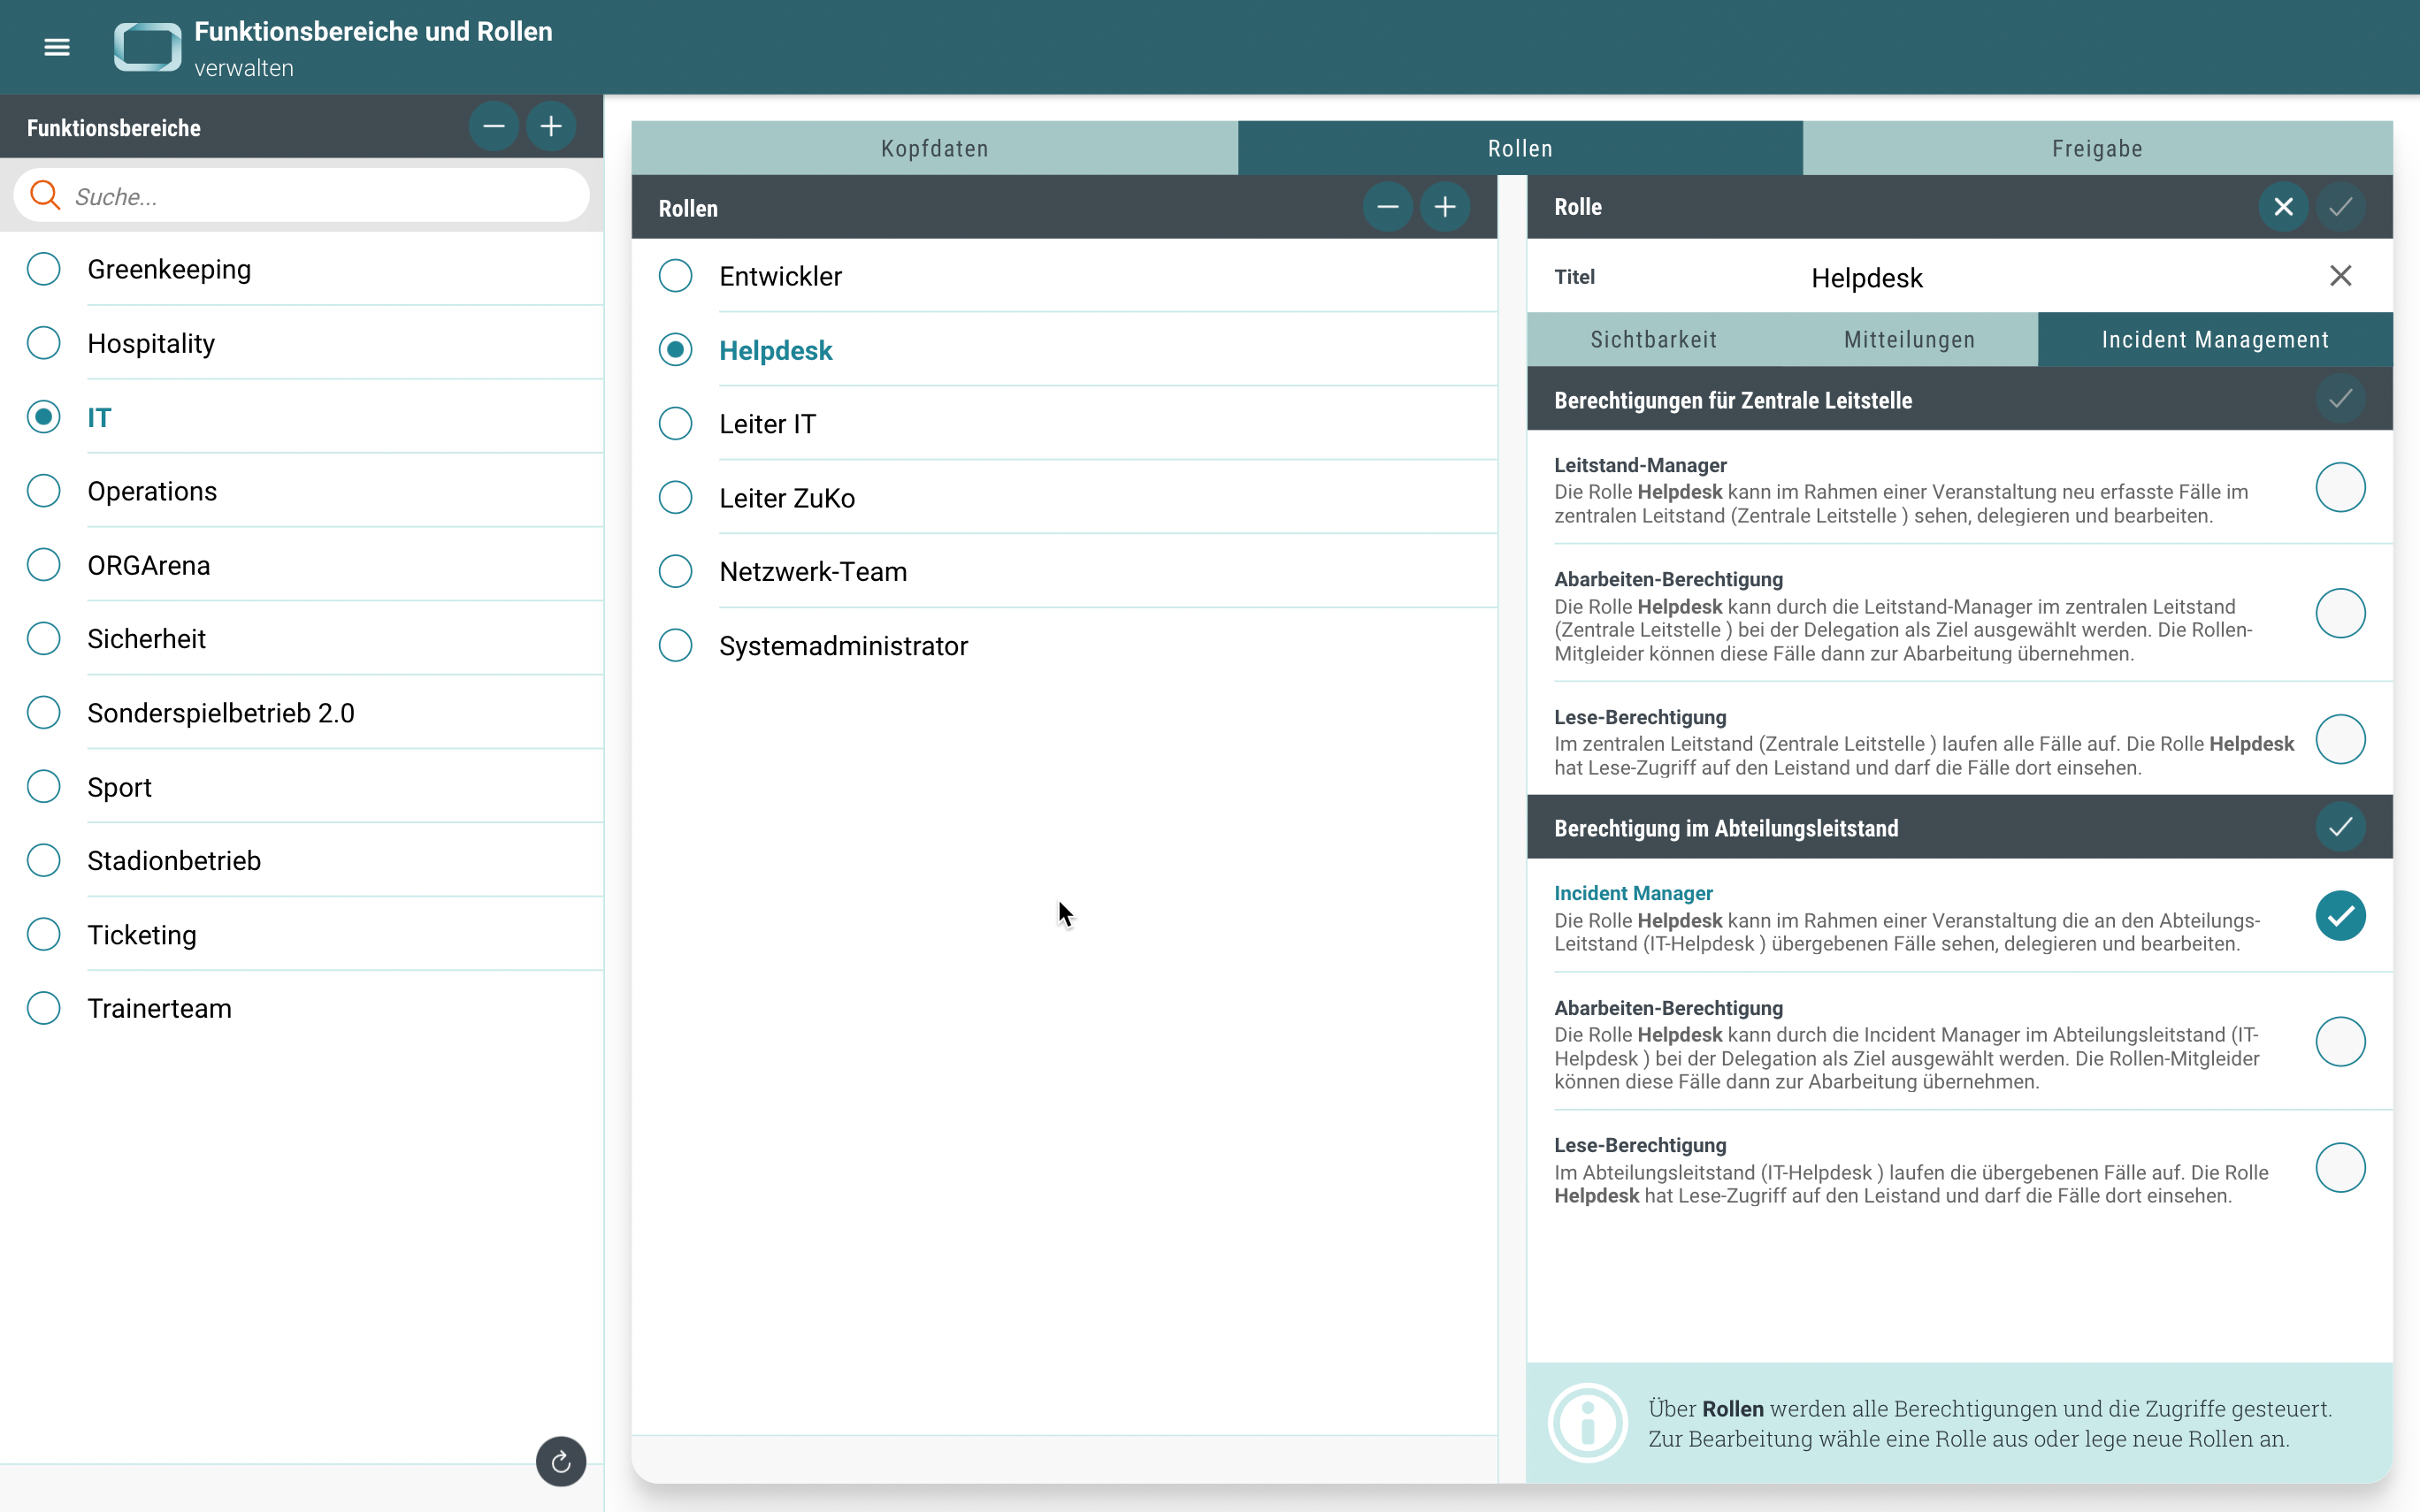 Funktionsbereiche und Rollen
verwalten
Funktionsbereiche
Suche...
Greenkeeping
Hospitality
IT
Operations
ORGArena
Sicherheit
Sonderspielbetrieb 2.0
Sport
Stadionbetrieb
Ticketing
Trainerteam
Kopfdaten
Rollen
Freigabe
Rollen
Entwickler
Helpdesk
Leiter IT
Leiter ZuKo
Netzwerk-Team
Systemadministrator
Rolle
Titel
Helpdesk
Sichtbarkeit
Mitteilungen
Incident Management
Berechtigungen für Zentrale Leitstelle
Leitstand-Manager
Die Rolle Helpdesk kann im Rahmen einer Veranstaltung neu erfasste Fälle im
zentralen Leitstand (Zentrale Leitstelle ) sehen, delegieren und bearbeiten.
Abarbeiten-Berechtigung
Die Rolle Helpdesk kann durch die Leitstand-Manager im zentralen Leitstand
(Zentrale Leitstelle ) bei der Delegation als Ziel ausgewählt werden. Die Rollen-
Mitgleider können diese Fälle dann zur Abarbeitung übernehmen.
Lese-Berechtigung
Im zentralen Leitstand (Zentrale Leitstelle ) laufen alle Fälle auf. Die Rolle Helpdesk
hat Lese-Zugriff auf den Leistand und darf die Fälle dort einsehen.
Berechtigung im Abteilungsleitstand
Incident Manager
Die Rolle Helpdesk kann im Rahmen einer Veranstaltung die an den Abteilungs-
Leitstand (IT-Helpdesk ) übergebenen Fälle sehen, delegieren und bearbeiten.
Abarbeiten-Berechtigung
Die Rolle Helpdesk kann durch die Incident Manager im Abteilungsleitstand (IT-
Helpdesk ) bei der Delegation als Ziel ausgewählt werden. Die Rollen-Mitgleider
können diese Fälle dann zur Abarbeitung übernehmen.
Lese-Berechtigung
Im Abteilungsleitstand (IT-Helpdesk ) laufen die übergebenen Fälle auf. Die Rolle
Helpdesk hat Lese-Zugriff auf den Leistand und darf die Fälle dort einsehen.
Über Rollen werden alle Berechtigungen und die Zugriffe gesteuert.
Zur Bearbeitung wähle eine Rolle aus oder lege neue Rollen an.